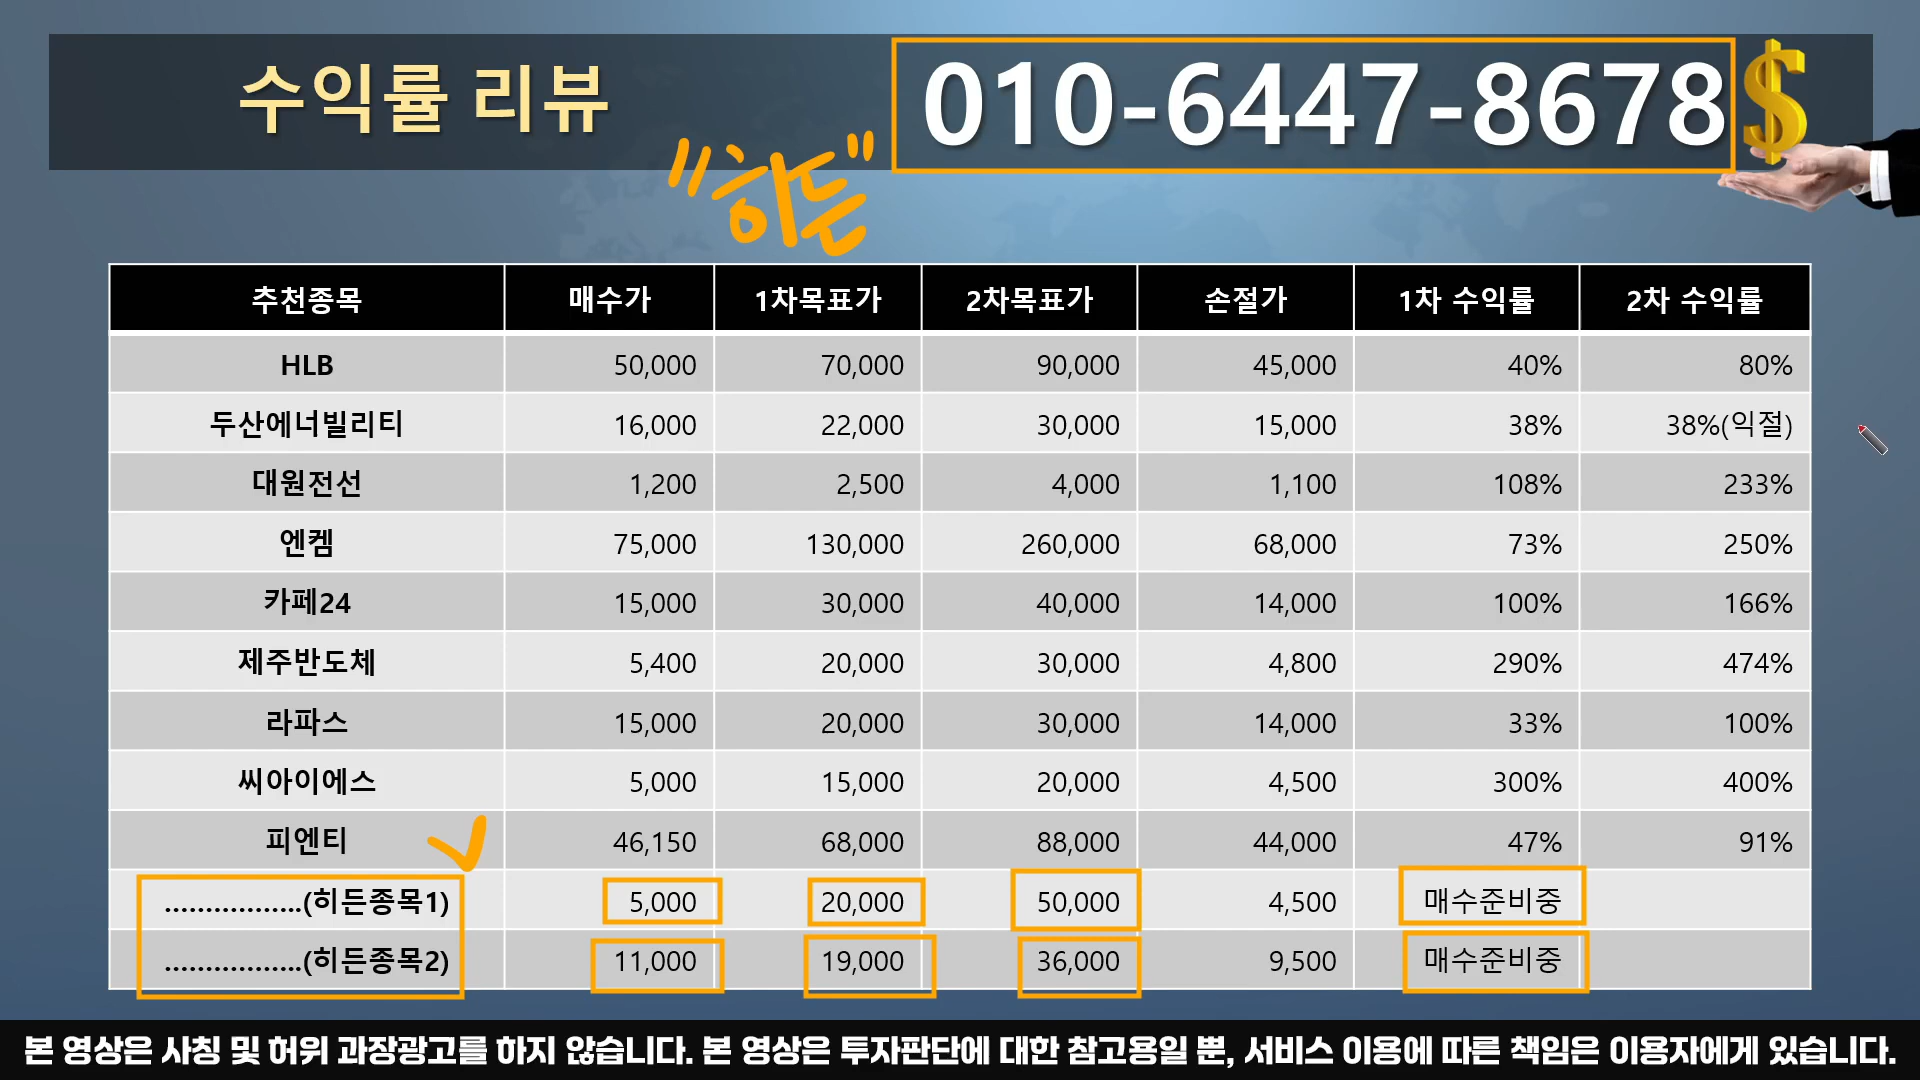 수익률 리뷰
010-6447-8678
$
"히든"
추천종목 매수가 1차목표가 2차목표가 손절가 1차 수익률 2차 수익률
HLB 50,000 70,000 90,000 45,000 40% 80%
두산에너빌리티 16,000 22,000 30,000 15,000 38% 38%(익절)
대원전선 1,200 2,500 4,000 1,100 108% 233%
엔켐 75,000 130,000 260,000 68,000 73% 250%
카페24 15,000 30,000 40,000 14,000 100% 166%
제주반도체 5,400 20,000 30,000 4,800 290% 474%
라파스 15,000 20,000 30,000 14,000 33% 100%
씨아이에스 5,000 15,000 20,000 4,500 300% 400%
피엔티 46,150 68,000 88,000 44,000 47% 91%
.................(히든종목1) 5,000 20,000 50,000 4,500 매수준비중
.................(히든종목2) 11,000 19,000 36,000 9,500 매수준비중
본 영상은 사칭 및 허위 과장광고를 하지 않습니다. 본 영상은 투자판단에 대한 참고용일 뿐, 서비스 이용에 따른 책임은 이용자에게 있습니다.